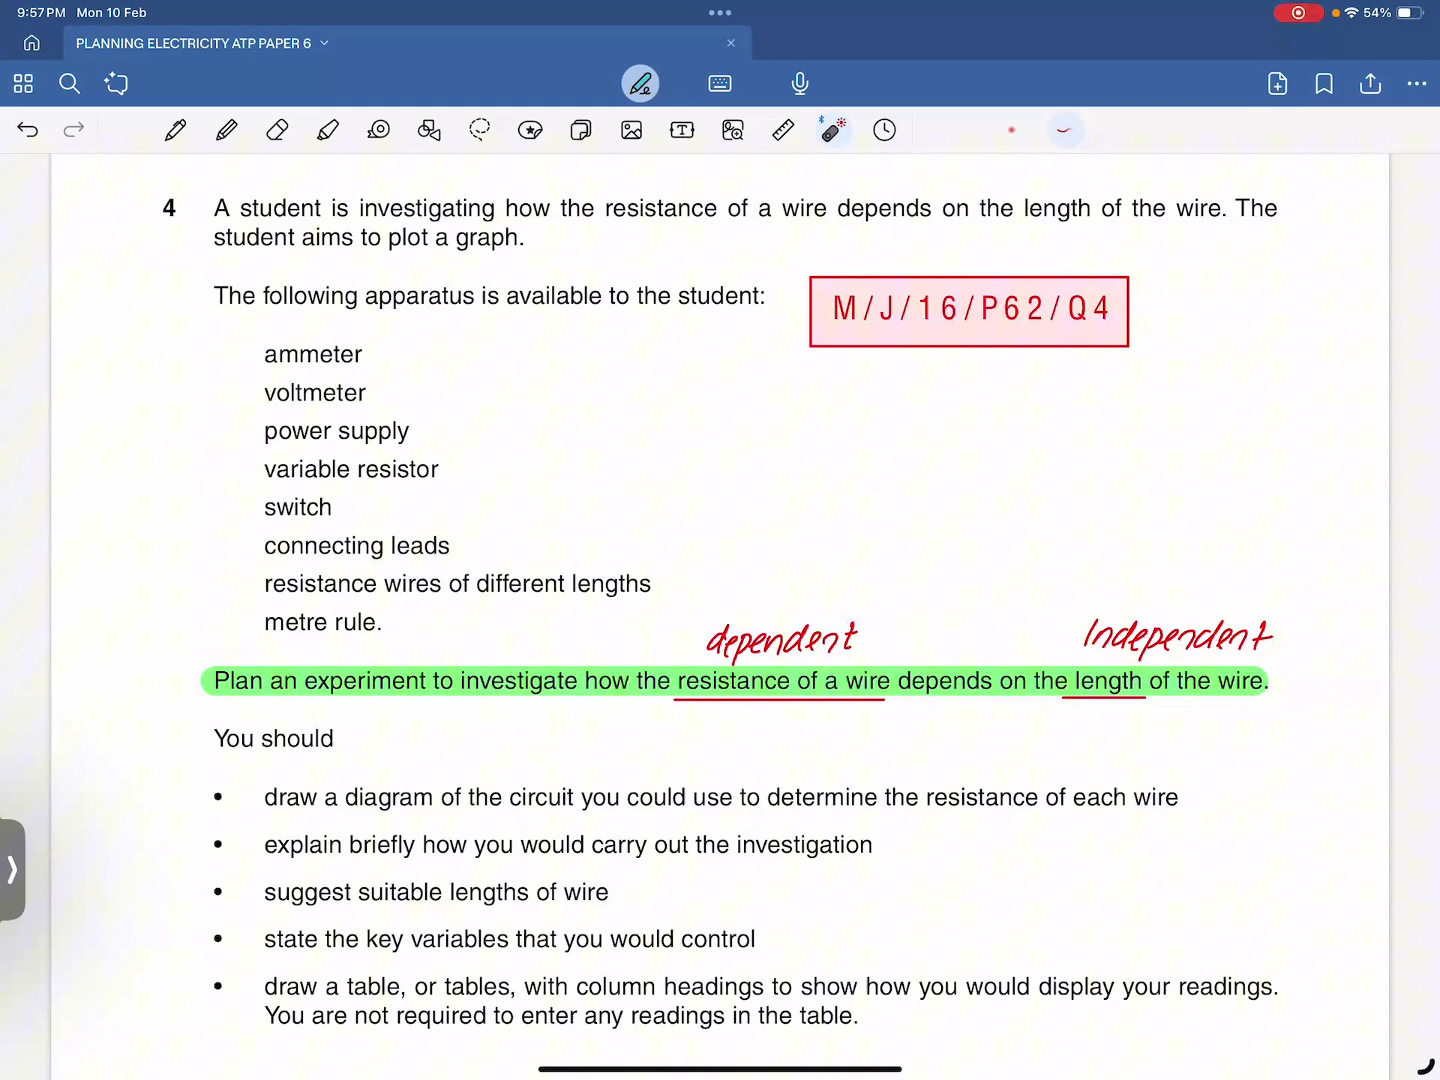 9:57 PM Mon 10 Feb
54%
PLANNING ELECTRICITY ATP PAPER 6
4 A student is investigating how the resistance of a wire depends on the length of the wire. The
student aims to plot a graph.
The following apparatus is available to the student:
M/J/16/P62/Q4
ammeter
voltmeter
power supply
variable resistor
switch
connecting leads
resistance wires of different lengths
metre rule.
dependent Independent
Plan an experiment to investigate how the resistance of a wire depends on the length of the wire.
You should
• draw a diagram of the circuit you could use to determine the resistance of each wire
• explain briefly how you would carry out the investigation
• suggest suitable lengths of wire
• state the key variables that you would control
• draw a table, or tables, with column headings to show how you would display your readings.
You are not required to enter any readings in the table.